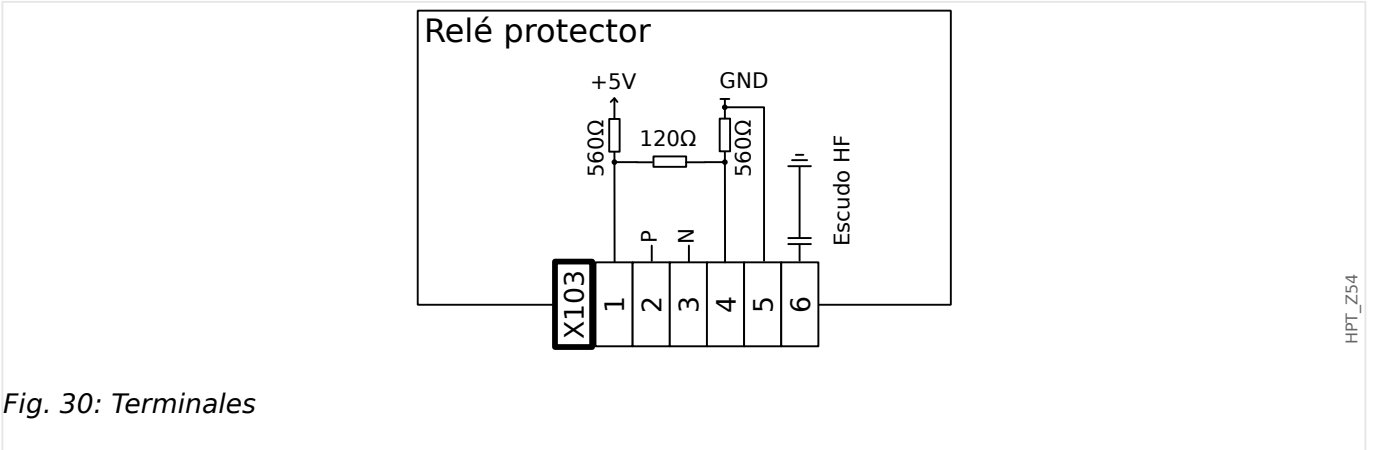 Relé protector
+5V
GND
560Ω
120Ω
560Ω
Escudo HF
P
N
X103
1
2
3
4
5
6
HPT_Z54
Fig. 30: Terminales